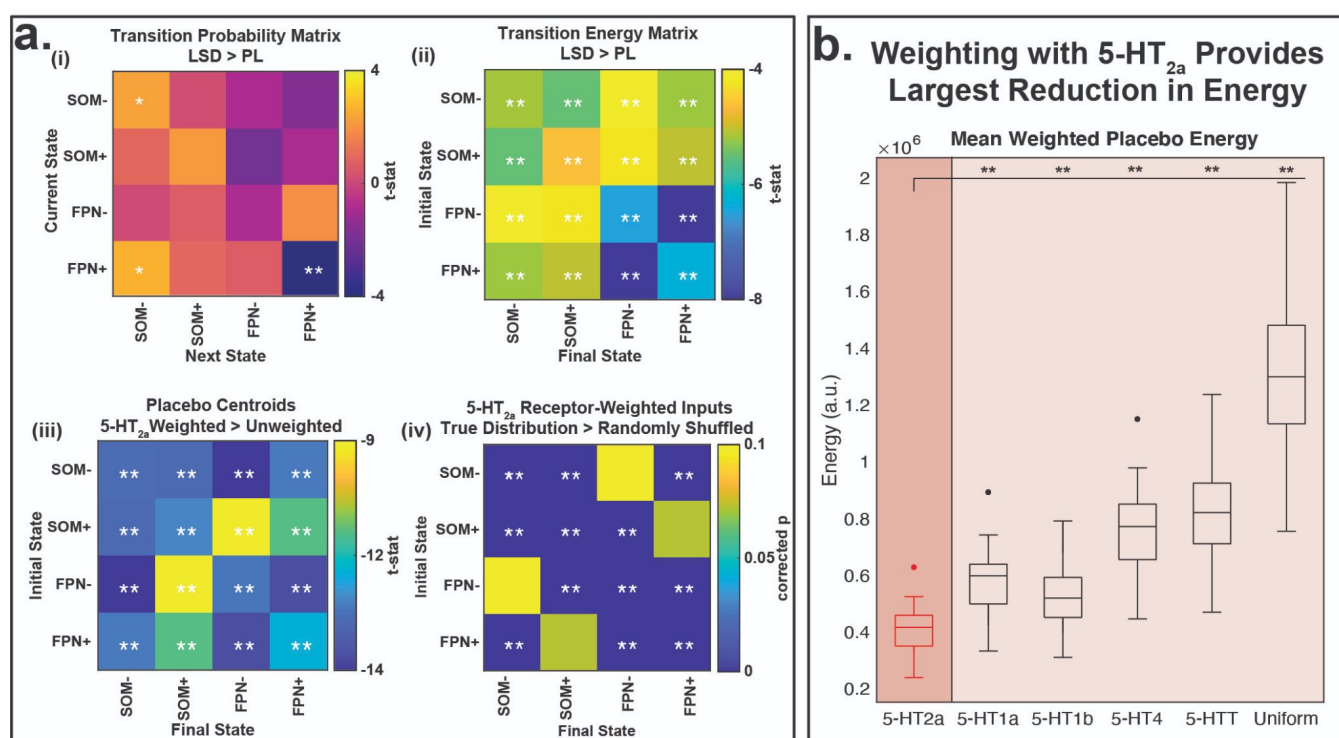 a.
(i)
Transition Probability Matrix
LSD > PL
Current State
SOM-
SOM+
FPN-
FPN+
*
*
**
SOM-
SOM+
FPN-
FPN+
Next State
4
0
-4
t-stat
(ii)
Transition Energy Matrix
LSD > PL
Initial State
SOM-
SOM+
FPN-
FPN+
** ** ** **
** ** ** **
** ** ** **
** ** ** **
SOM-
SOM+
FPN-
FPN+
Final State
-4
-6
-8
t-stat
(iii)
Placebo Centroids
5-HT2a Weighted > Unweighted
Initial State
SOM-
SOM+
FPN-
FPN+
** ** ** **
** ** ** **
** ** ** **
** ** ** **
SOM-
SOM+
FPN-
FPN+
Final State
-9
-12
-14
t-stat
(iv)
5-HT2a Receptor-Weighted Inputs
True Distribution > Randomly Shuffled
Initial State
SOM-
SOM+
FPN-
FPN+
** ** **
** ** **
** ** **
** ** **
SOM-
SOM+
FPN-
FPN+
Final State
0.1
0.05
0
corrected p
b.
Weighting with 5-HT2a Provides
Largest Reduction in Energy
Mean Weighted Placebo Energy
× 10^6
** ** ** ** **
2
1.8
1.6
1.4
1.2
1
0.8
0.6
0.4
0.2
Energy (a.u.)
5-HT2a 5-HT1a 5-HT1b 5-HT4 5-HTT Uniform